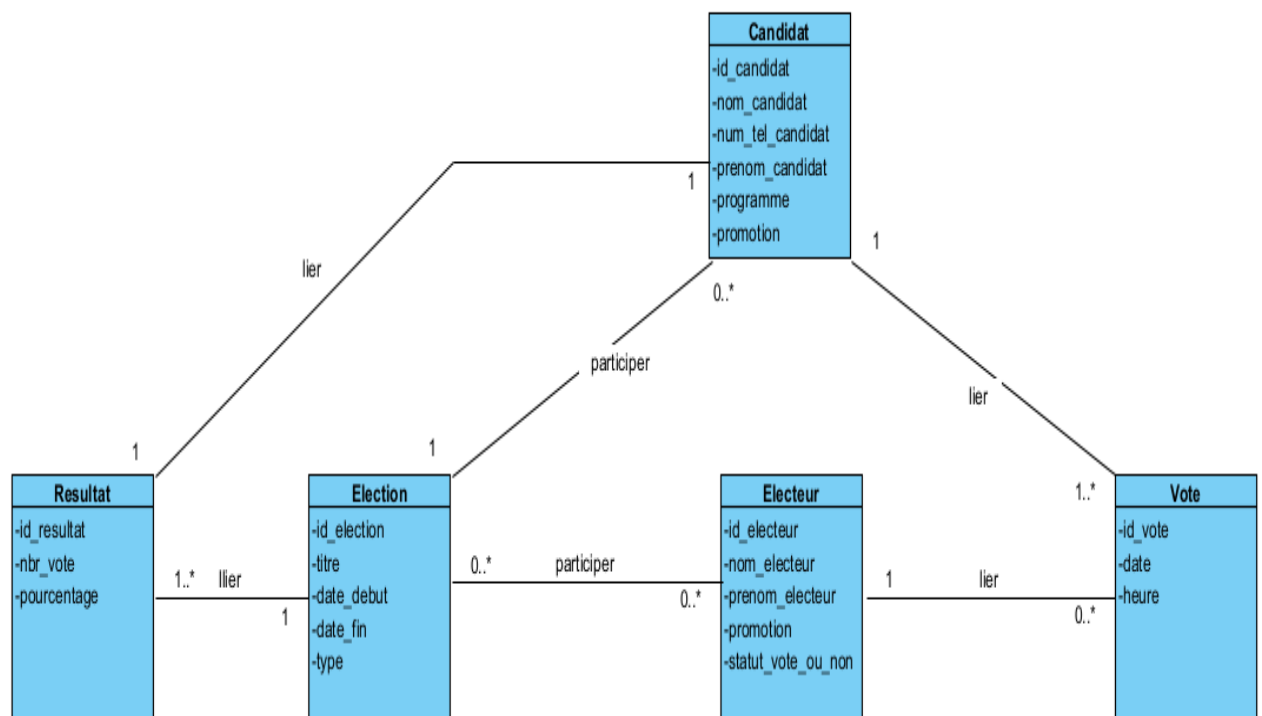 Candidat
-id_candidat
-nom_candidat
-num_tel_candidat
-prenom_candidat
-programme
-promotion
1
1
0..*
lier
participer
lier
1
1
1..*
Resultat
-id_resultat
-nbr_vote
-pourcentage
1..* llier
1
Election
-id_election
-titre
-date_debut
-date_fin
-type
0..* participer
0..*
Electeur
-id_electeur
-nom_electeur
-prenom_electeur
-promotion
-statut_vote_ou_non
1 lier
0..*
Vote
-id_vote
-date
-heure